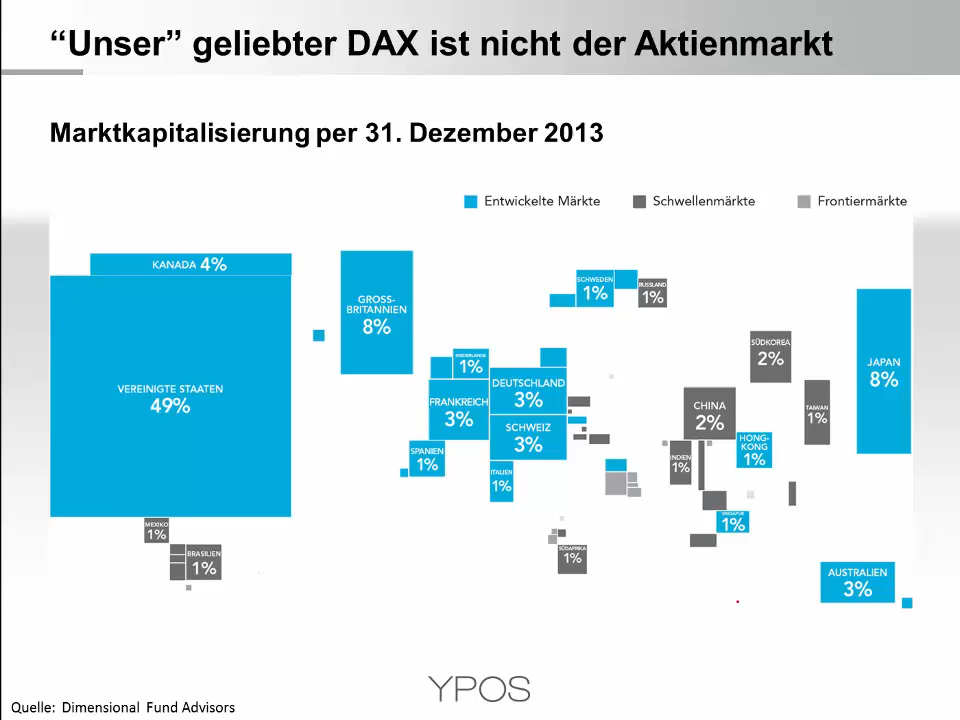 “Unser” geliebter DAX ist nicht der Aktienmarkt
Marktkapitalisierung per 31. Dezember 2013
Entwickelte Märkte
Schwellenmärkte
Frontiermärkte
KANADA 4%
VEREINIGTE STAATEN
49%
MEXIKO
1%
BRASILIEN
1%
GROSS-
BRITANNIEN
8%
SCHWEDEN
1%
RUSSLAND
1%
NIEDERLANDE
1%
DEUTSCHLAND
3%
FRANKREICH
3%
SCHWEIZ
3%
SPANIEN
1%
ITALIEN
1%
SÜDAFRIKA
1%
SÜDKOREA
2%
CHINA
2%
TAIWAN
1%
JAPAN
8%
HONG-
KONG
1%
INDIEN
1%
SINGAPUR
1%
AUSTRALIEN
3%
YPOS
Quelle: Dimensional Fund Advisors